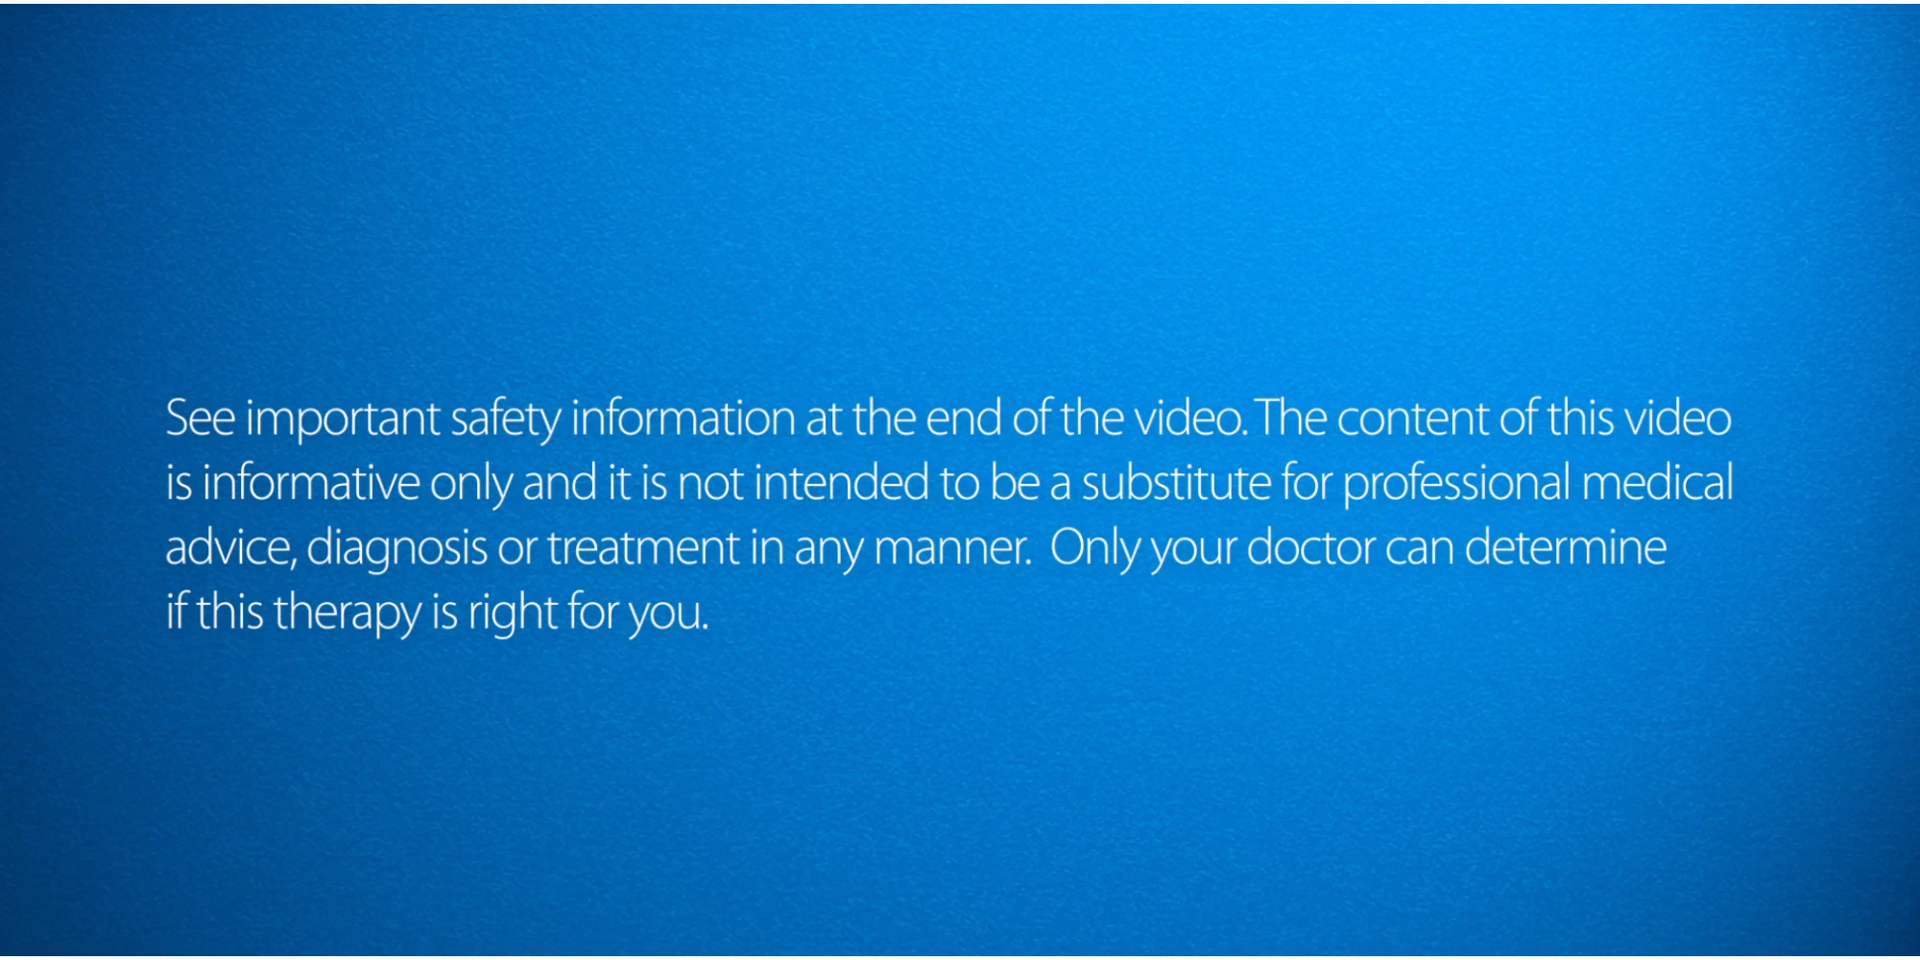 See important safety information at the end of the video. The content of this video
is informative only and it is not intended to be a substitute for professional medical
advice, diagnosis or treatment in any manner.  Only your doctor can determine
if this therapy is right for you.